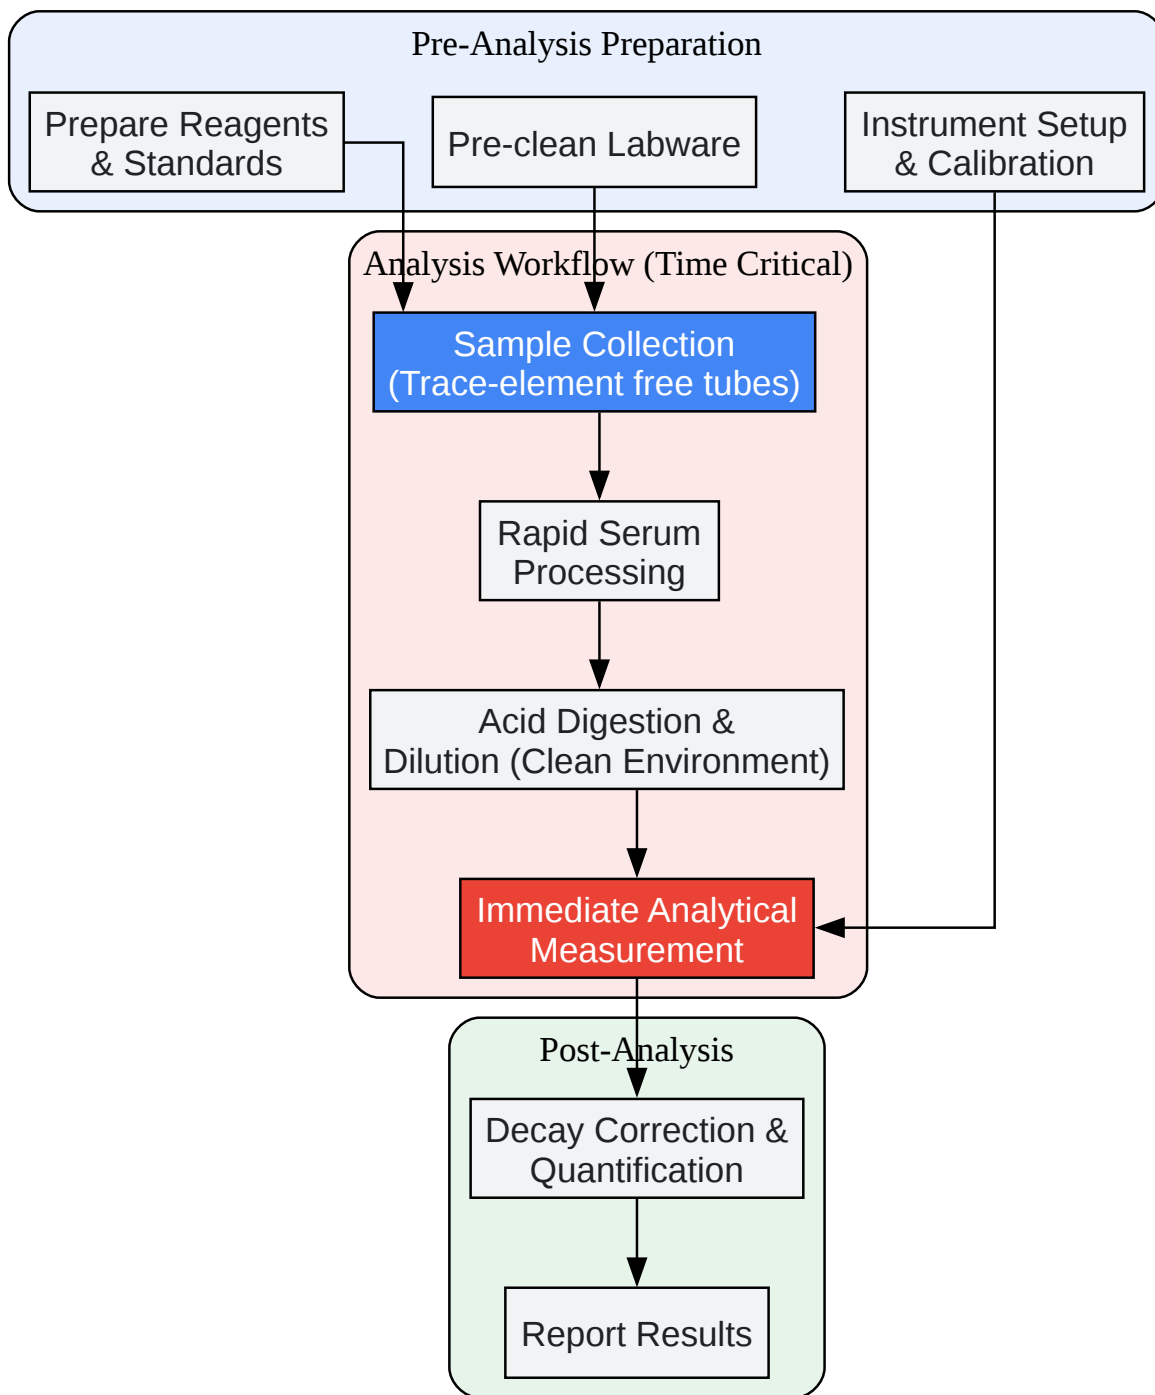 Pre-Analysis Preparation
Prepare Reagents
& Standards
Pre-clean Labware
Instrument Setup
& Calibration
Analysis Workflow (Time Critical)
Sample Collection
(Trace-element free tubes)
Rapid Serum
Processing
Acid Digestion &
Dilution (Clean Environment)
Immediate Analytical
Measurement
Post-Analysis
Decay Correction &
Quantification
Report Results